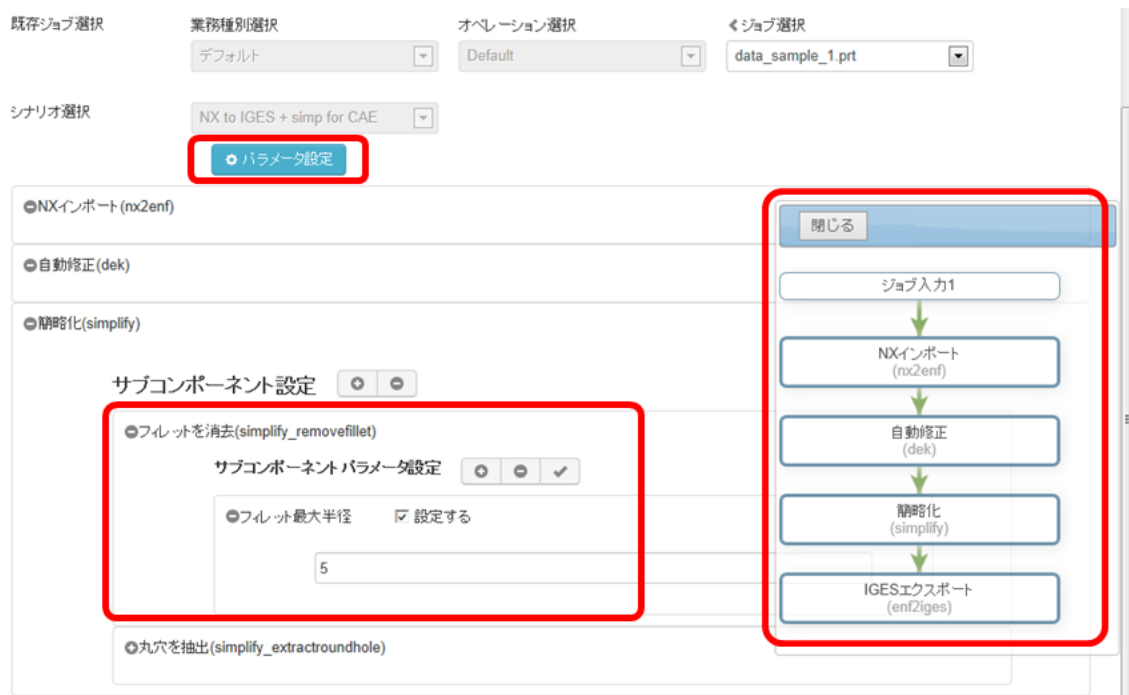 既存ジョブ選択
業務種別選択
オペレーション選択
ジョブ選択
デフォルト
Default
data_sample_1.prt
シナリオ選択
NX to IGES + simp for CAE
パラメータ設定
NXインポート(nx2enf)
自動修正(dek)
簡略化(simplify)
サブコンポーネント設定
フィレットを消去(simplify_removefillet)
サブコンポーネントパラメータ設定
フィレット最大半径
設定する
5
丸穴を抽出(simplify_extractroundhole)
閉じる
ジョブ入力1
NXインポート
(nx2enf)
自動修正
(dek)
簡略化
(simplify)
IGESエクスポート
(enf2iges)